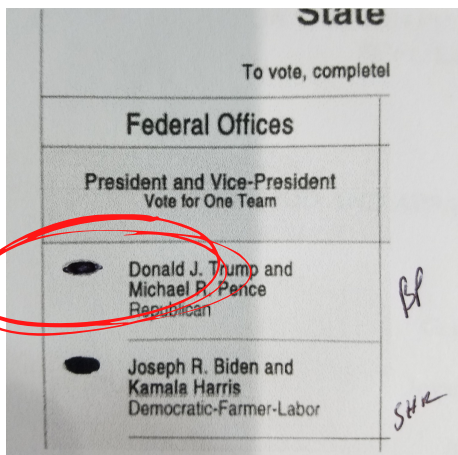 State
To vote, completel
Federal Offices
President and Vice-President
Vote for One Team
Donald J. Trump and
Michael R. Pence
Republican
BP
Joseph R. Biden and
Kamala Harris
Democratic-Farmer-Labor
SHR